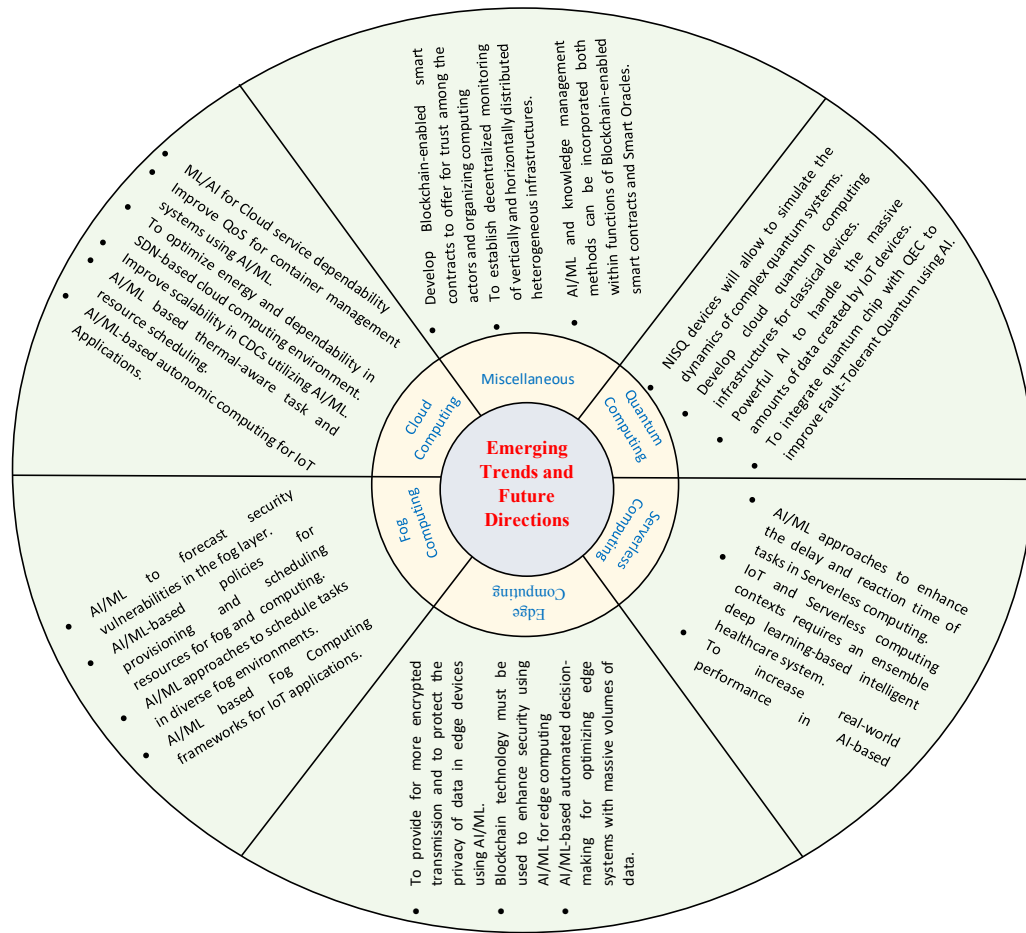 Emerging
Trends and
Future
Directions
Miscellaneous
Develop Blockchain-enabled smart
contracts to offer for trust among the
actors and organizing computing
To establish decentralized monitoring
of vertically and horizontally distributed
heterogeneous infrastructures.
AI/ML and knowledge management
methods can be incorporated both
within functions of Blockchain-enabled
smart contracts and Smart Oracles.
Quantum
Computing
NISQ devices will allow to simulate the
dynamics of complex quantum systems.
Develop cloud quantum computing
infrastructures for classical devices.
Powerful AI to handle the massive
amounts of data created by IoT devices.
To integrate quantum chip with QEC to
improve Fault-Tolerant Quantum using AI.
Serverless
Computing
AI/ML approaches to enhance
the delay and reaction time of
tasks in Serverless computing.
IoT and Serverless computing
contexts requires an ensemble
deep learning-based intelligent
healthcare system.
To increase real-world
performance in AI-based
Edge
Computing
To provide for more encrypted
transmission and to protect the
privacy of data in edge devices
using AI/ML.
Blockchain technology must be
used to enhance security using
AI/ML for edge computing
AI/ML-based automated decision-
making for optimizing edge
systems with massive volumes of
data.
Fog
Computing
AI/ML to forecast security
vulnerabilities in the fog layer.
AI/ML-based policies for
provisioning and scheduling
resources for fog and computing.
AI/ML approaches to schedule tasks
in diverse fog environments.
AI/ML based Fog Computing
frameworks for IoT applications.
Cloud
Computing
ML/AI for Cloud service dependability
Improve QoS for container management
systems using AI/ML.
To optimize energy and dependability in
SDN-based cloud computing environment.
Improve scalability in CDCs utilizing AI/ML.
AI/ML based thermal-aware task and
resource scheduling.
AI/ML-based autonomic computing for IoT
Applications.